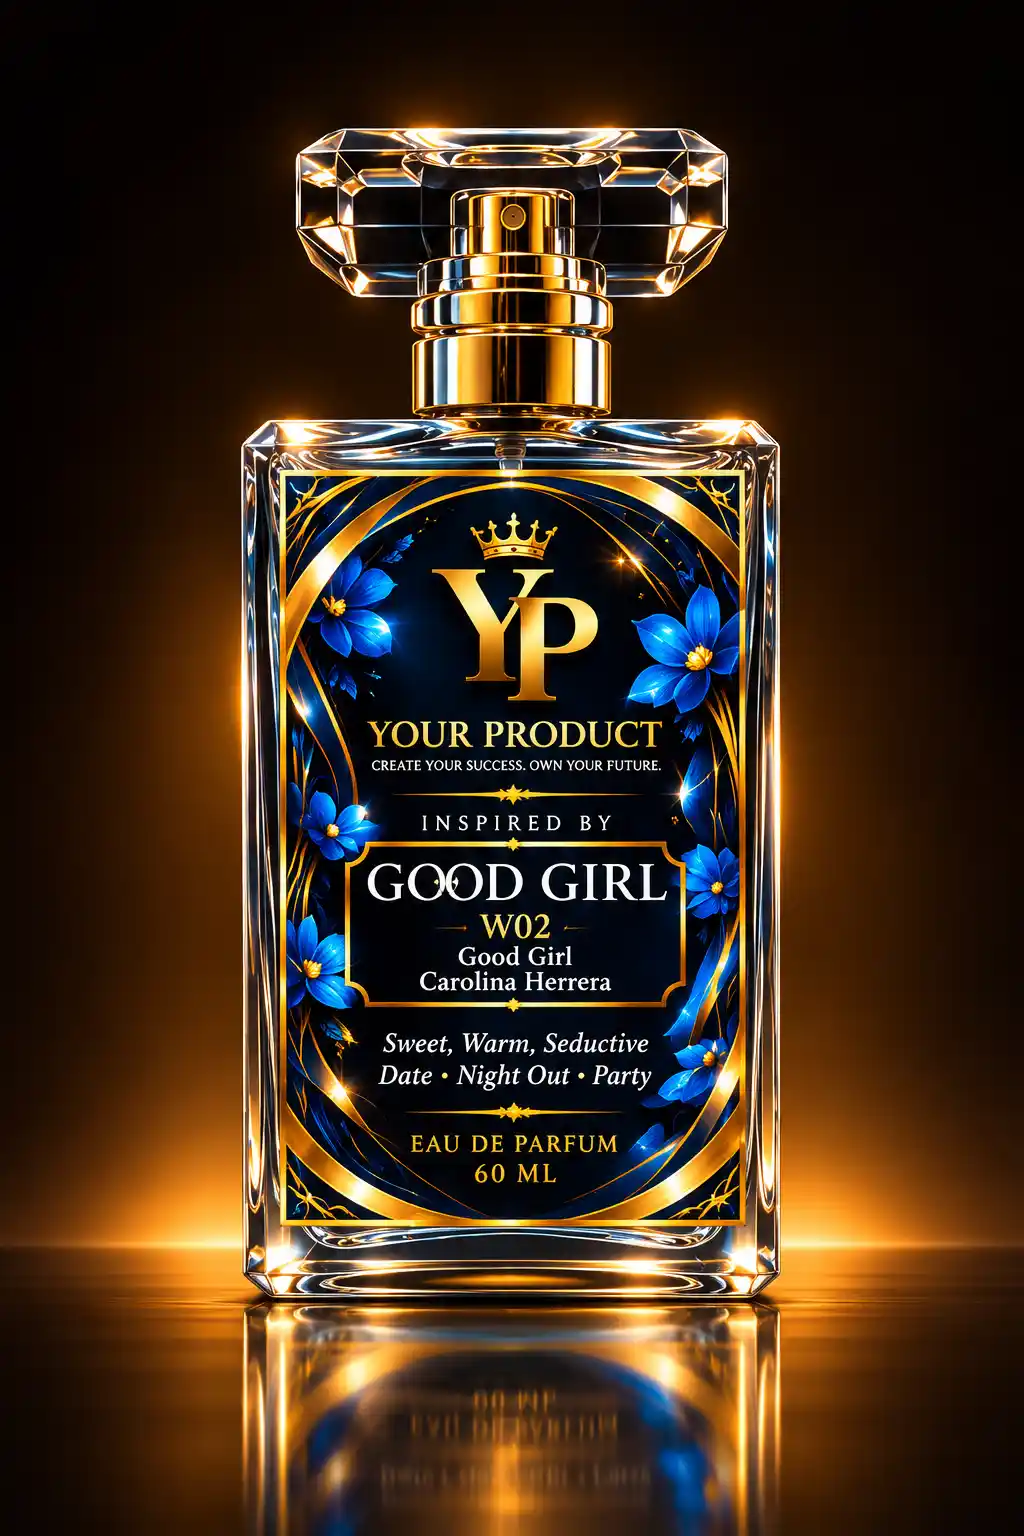 YP
YOUR PRODUCT
CREATE YOUR SUCCESS. OWN YOUR FUTURE.
INSPIRED BY
GOOD GIRL
W02
Good Girl
Carolina Herrera
Sweet, Warm, Seductive
Date • Night Out • Party
EAU DE PARFUM
60 ML